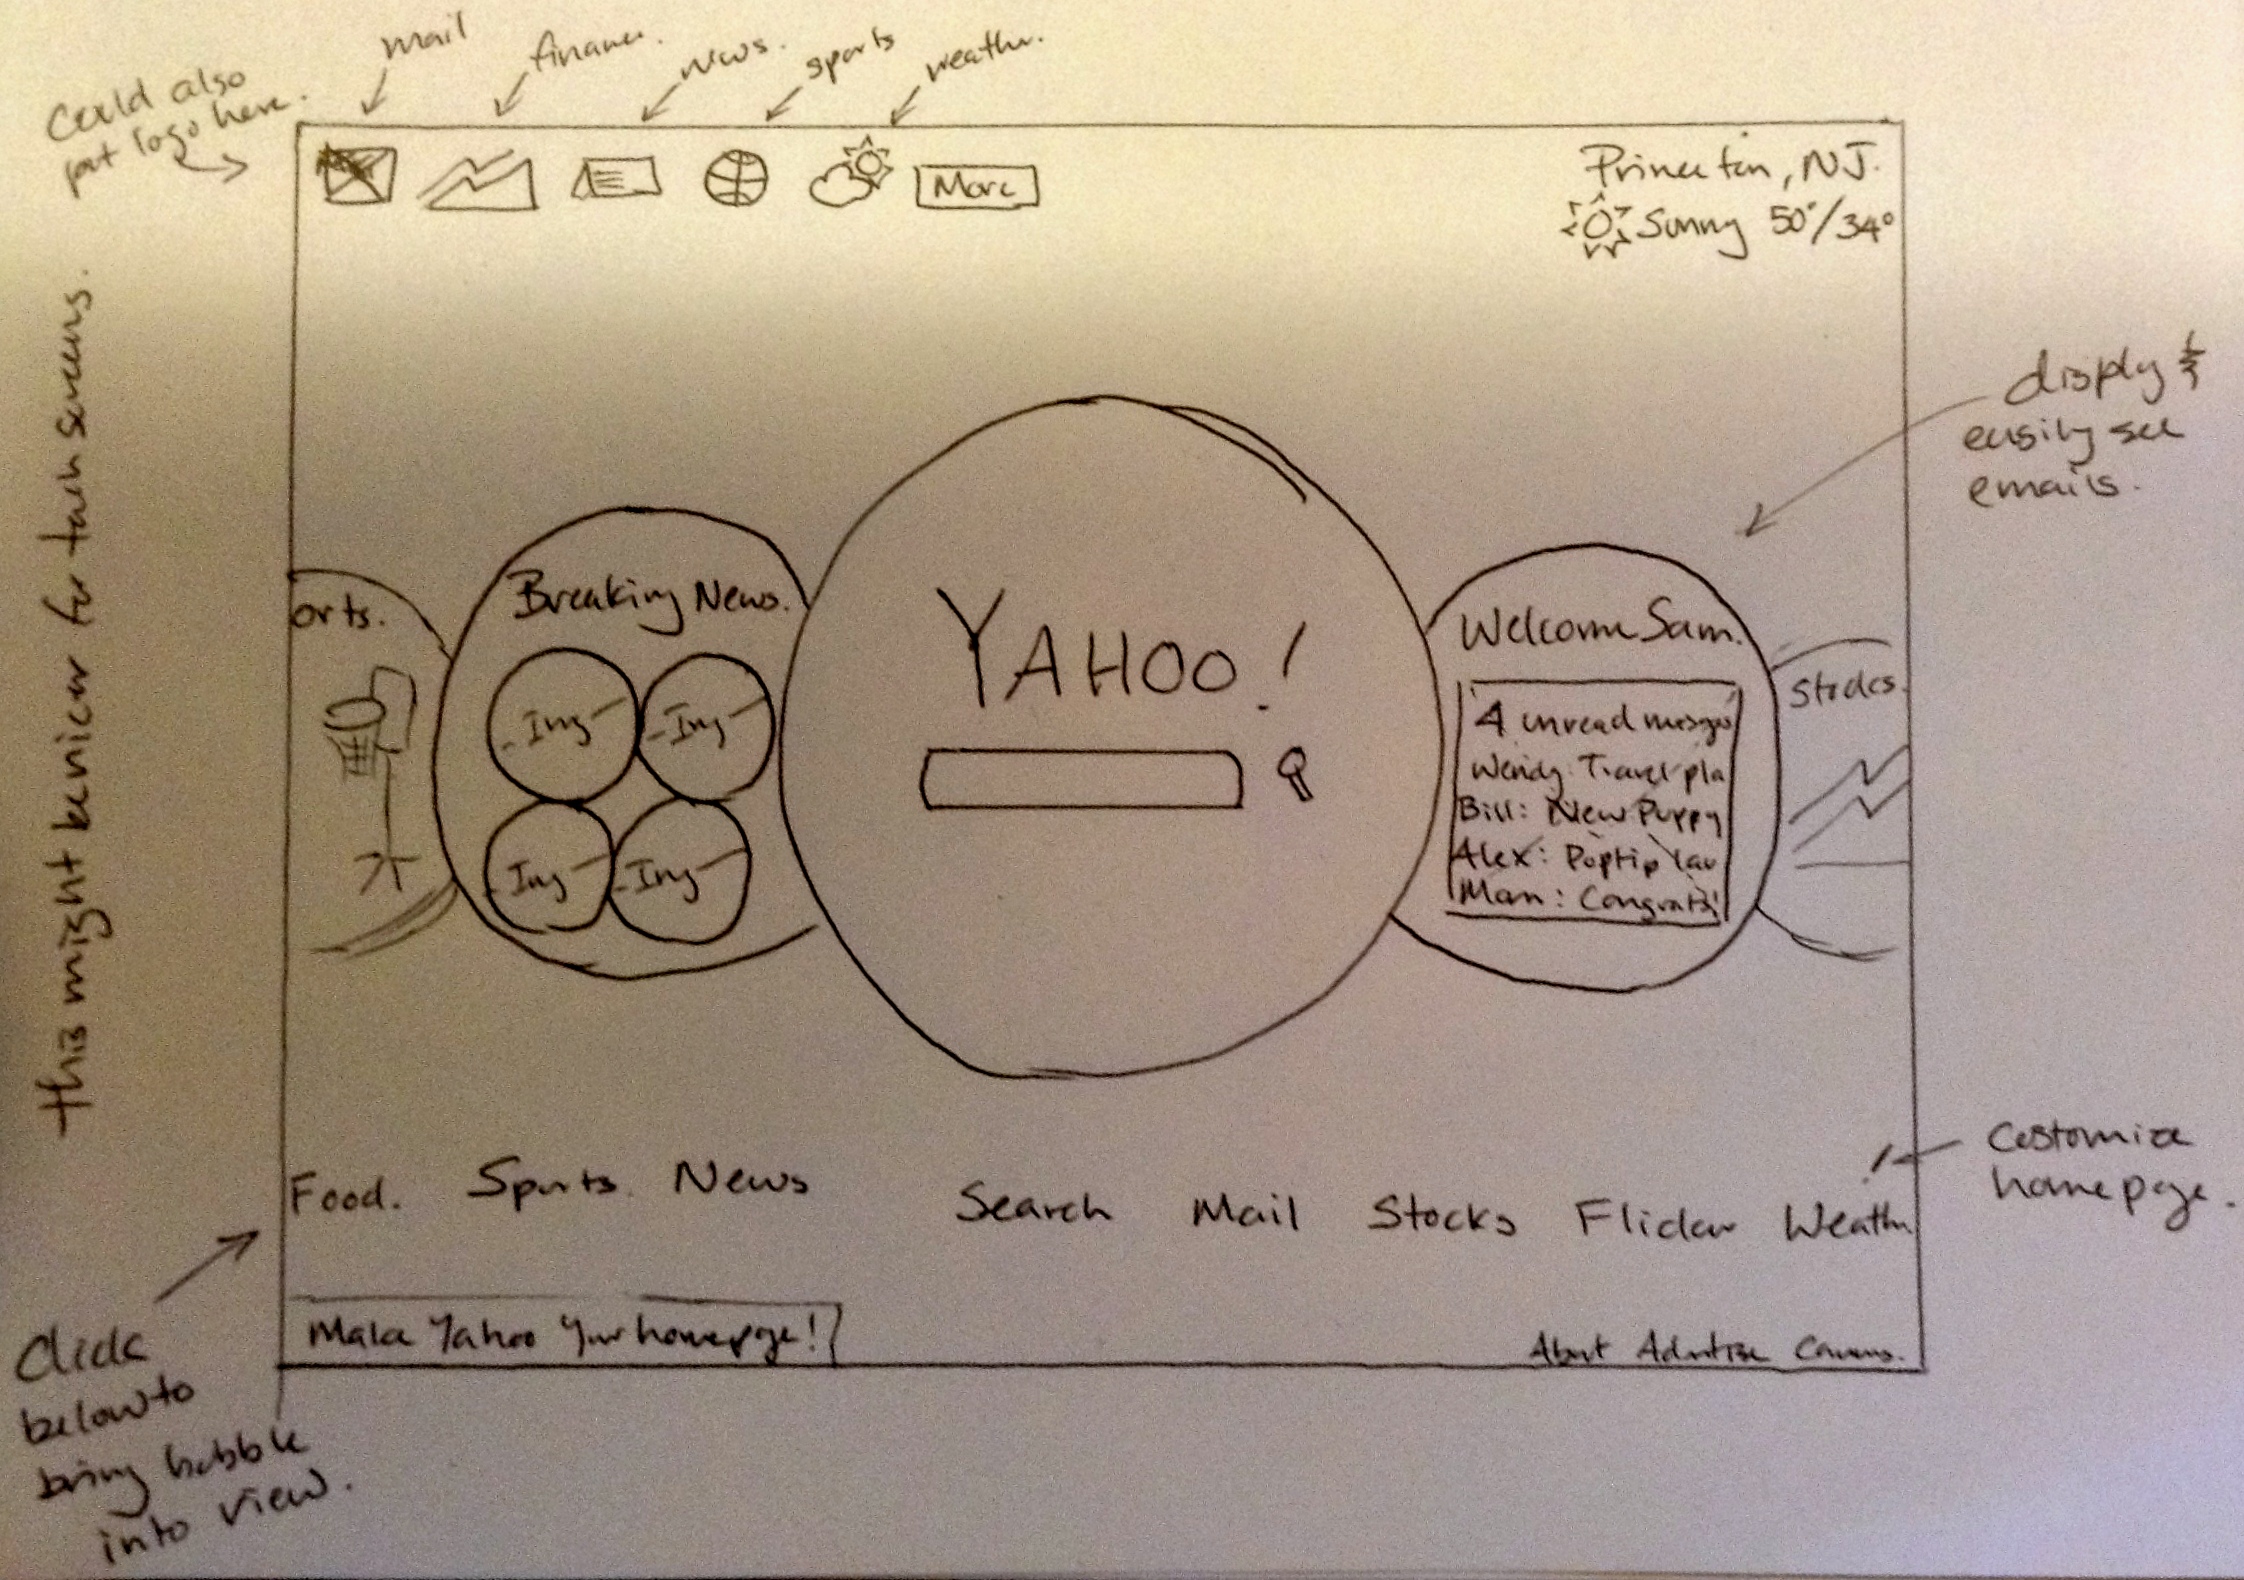 mail
finance.
news.
sports
weather.
Could also
put logo here.
More
Princeton, NJ.
Sunny 50°/34°
this might be nicer for touch screens.
display &
easily see
emails.
orts.
Breaking News.
Img
Img
Img
Img
YAHOO!
Welcome Sam.
4 unread messges
Wendy: Travel pla
Bill: New Puppy
Alex: Poptip lau
Mom: Congrats!
Stocks.
Customize
homepage.
Food.
Sports.
News
Search
Mail
Stocks
Flickr
Weathr
!
Make Yahoo Your homepage!
About Advertise
Click
below to
bring bubble
into view.